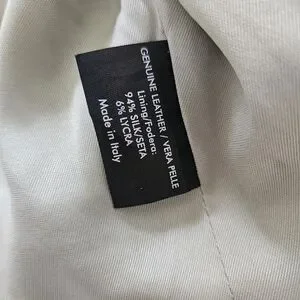 GENUINE LEATHER / VERA PELLE
Lining/Fodera:
94% SILK/SETA
6% LYCRA
Made in Italy